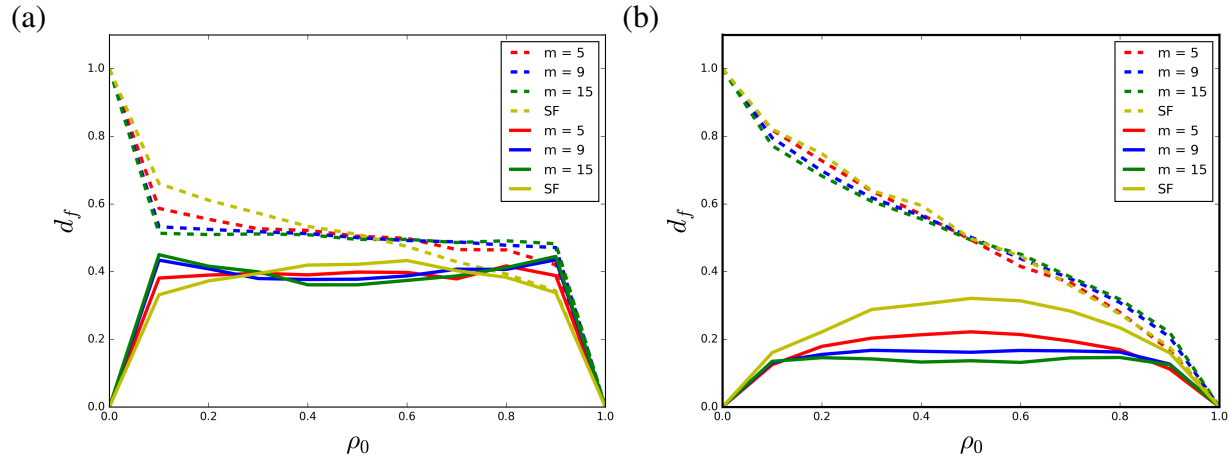 (a)
1.0
0.8
0.6
0.4
0.2
0.0
d_f
0.0 0.2 0.4 0.6 0.8 1.0
ρ_0
m = 5
m = 9
m = 15
SF
m = 5
m = 9
m = 15
SF
(b)
1.0
0.8
0.6
0.4
0.2
0.0
d_f
0.0 0.2 0.4 0.6 0.8 1.0
ρ_0
m = 5
m = 9
m = 15
SF
m = 5
m = 9
m = 15
SF